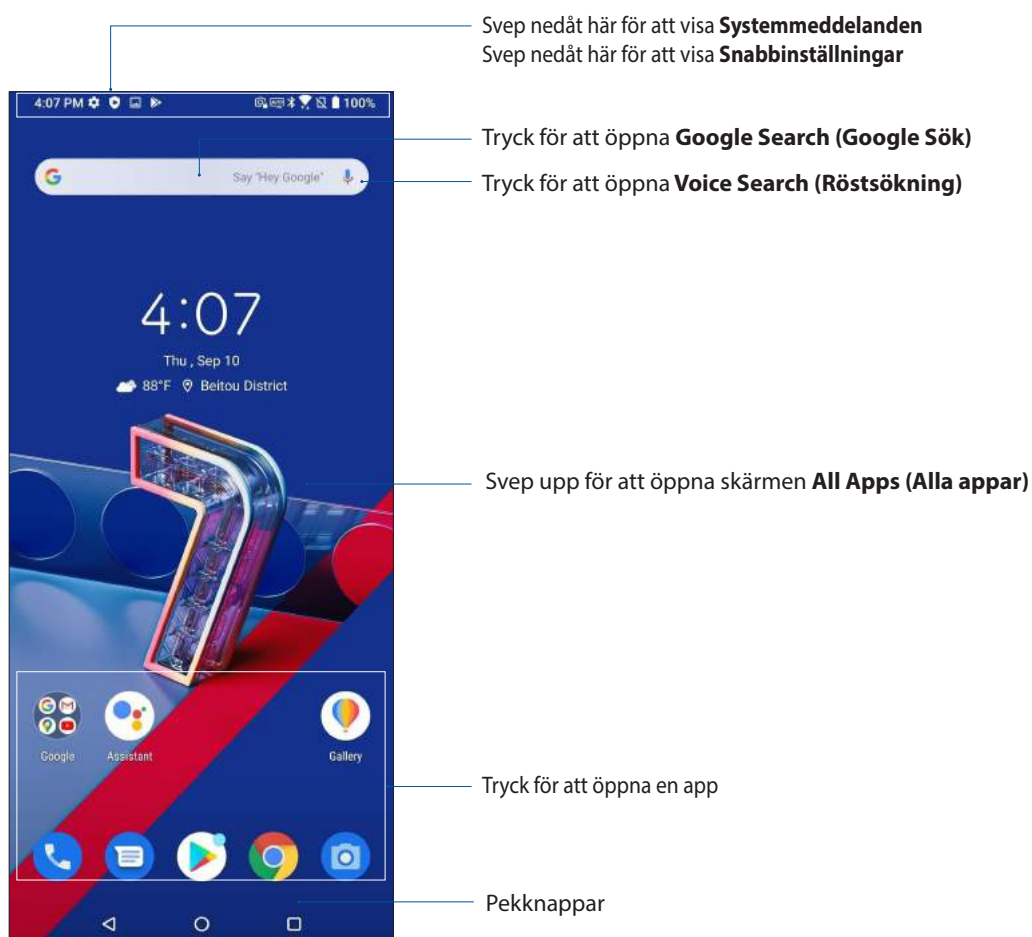 Svep nedåt här för att visa Systemmeddelanden
Svep nedåt här för att visa Snabbinställningar
4:07 PM
100%
Tryck för att öppna Google Search (Google Sök)
Say "Hey Google"
Tryck för att öppna Voice Search (Röstsökning)
4:07
Thu , Sep 10
88°F Beitou District
Svep upp för att öppna skärmen All Apps (Alla appar)
Google Assistant Gallery
Tryck för att öppna en app
Pekknappar